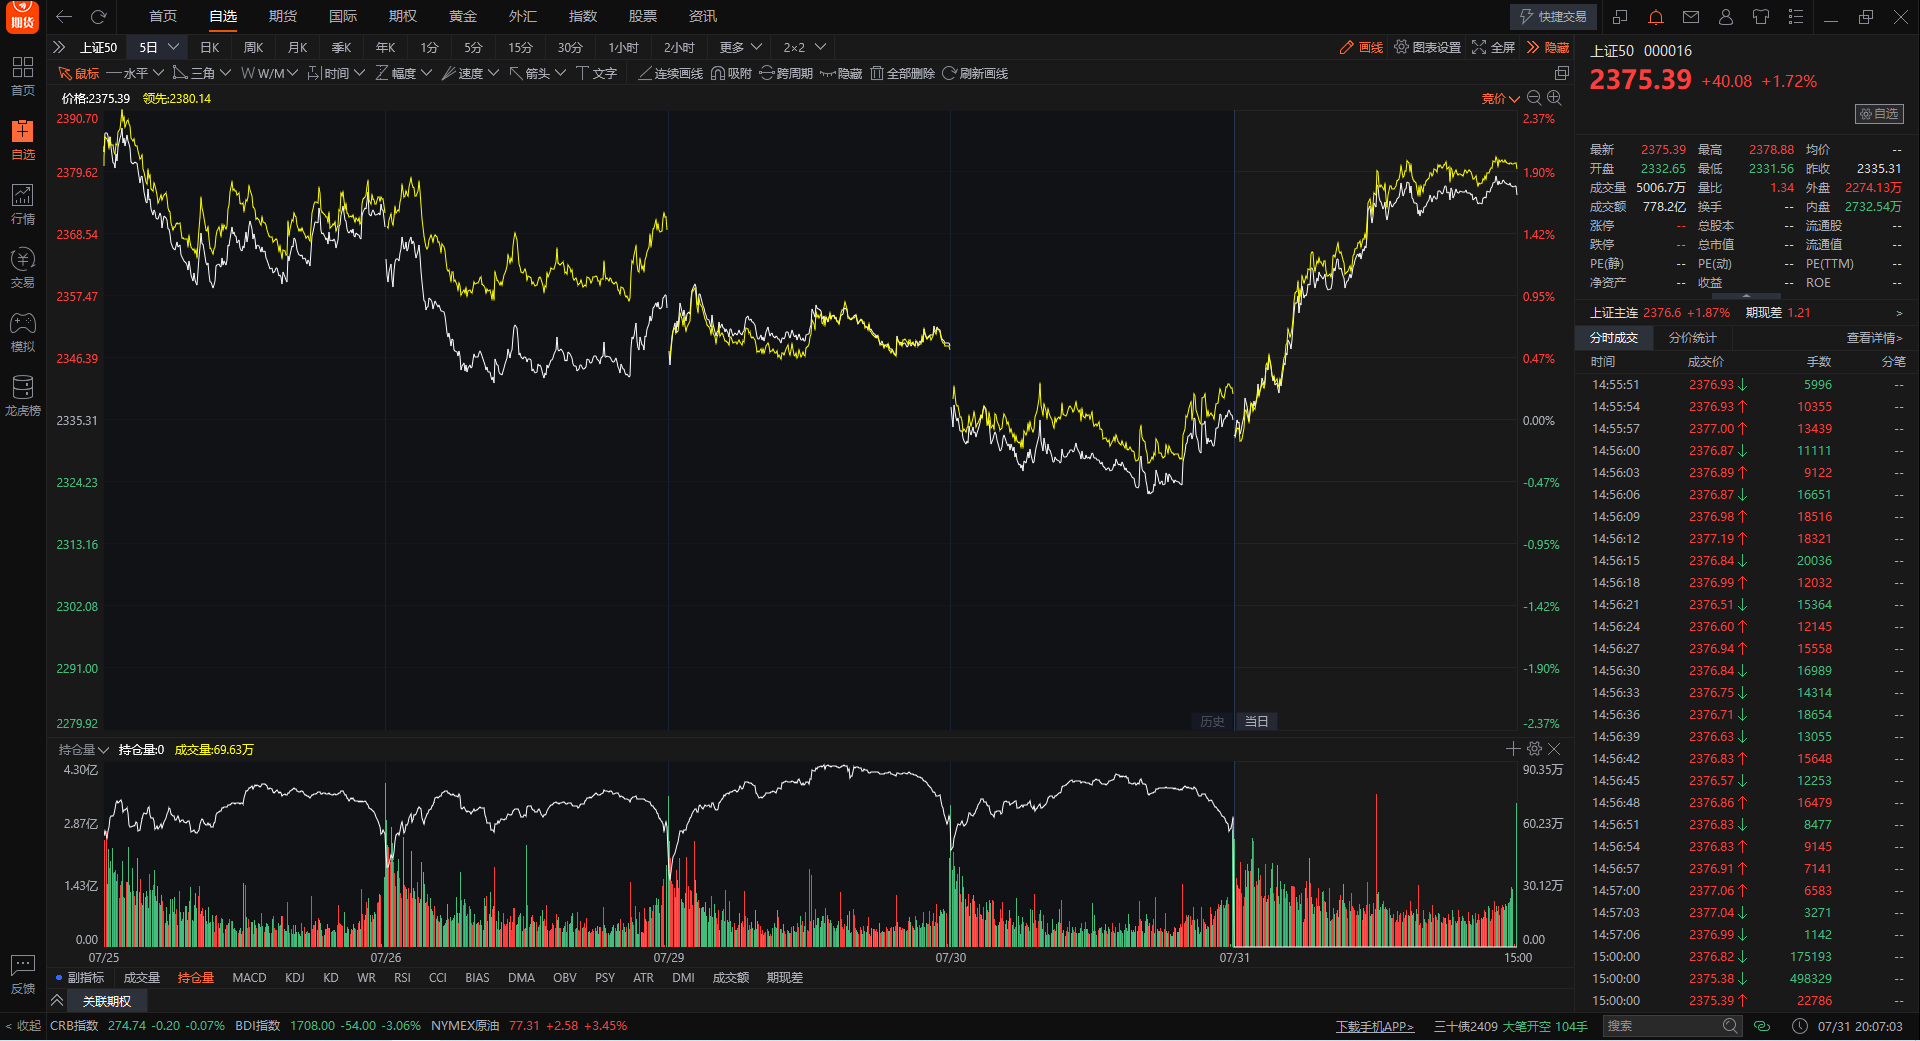 期货 首页 自选 期货 国际 期权 黄金 外汇 指数 股票 资讯 快捷交易
上证50 5日 日K 周K 月K 季K 年K 1分 5分 15分 30分 1小时 2小时 更多 2×2 画线 图表设置 全屏 隐藏
鼠标 水平 三角 W/M 时间 幅度 速度 箭头 文字 连续画线 吸附 跨周期 隐藏 全部删除 刷新画线
首页
自选
行情
交易
模拟
龙虎榜
反馈
< 收起
价格:2375.39 领先:2380.14 竞价
2390.70 2.37%
2379.62 1.90%
2368.54 1.42%
2357.47 0.95%
2346.39 0.47%
2335.31 0.00%
2324.23 -0.47%
2313.16 -0.95%
2302.08 -1.42%
2291.00 -1.90%
2279.92 -2.37%
历史 当日
持仓量 持仓量:0 成交量:69.63万
4.30亿 90.35万
2.87亿 60.23万
1.43亿 30.12万
0.00 0.00
07/25 07/26 07/29 07/30 07/31 15:00
副指标 成交量 持仓量 MACD KDJ KD WR RSI CCI BIAS DMA OBV PSY ATR DMI 成交额 期现差
关联期权
上证50 000016
2375.39 +40.08 +1.72%
自选
最新 2375.39 最高 2378.88 均价 --
开盘 2332.65 最低 2331.56 昨收 2335.31
成交量 5006.7万 量比 1.34 外盘 2274.13万
成交额 778.2亿 换手 -- 内盘 2732.54万
涨停 -- 总股本 -- 流通股 --
跌停 -- 总市值 -- 流通值 --
PE(静) -- PE(动) -- PE(TTM) --
净资产 -- 收益 -- ROE --
上证主连 2376.6 +1.87% 期现差 1.21 >
分时成交 分价统计 查看详情>
时间 成交价 手数 分笔
14:55:51 2376.93↓ 5996 --
14:55:54 2376.93↑ 10355 --
14:55:57 2377.00↑ 13439 --
14:56:00 2376.87↓ 11111 --
14:56:03 2376.89↑ 9122 --
14:56:06 2376.87↓ 16651 --
14:56:09 2376.98↑ 18516 --
14:56:12 2377.19↑ 18321 --
14:56:15 2376.84↓ 20036 --
14:56:18 2376.99↑ 12032 --
14:56:21 2376.51↓ 15364 --
14:56:24 2376.60↑ 12145 --
14:56:27 2376.94↑ 15558 --
14:56:30 2376.84↓ 16989 --
14:56:33 2376.75↓ 14314 --
14:56:36 2376.71↓ 18654 --
14:56:39 2376.63↓ 13055 --
14:56:42 2376.83↑ 15648 --
14:56:45 2376.57↓ 12253 --
14:56:48 2376.86↑ 16479 --
14:56:51 2376.83↓ 8477 --
14:56:54 2376.83↑ 9145 --
14:56:57 2376.91↑ 7141 --
14:57:00 2377.06↑ 6583 --
14:57:03 2377.04↓ 3271 --
14:57:06 2376.99↓ 1142 --
15:00:00 2376.82↓ 175193 --
15:00:00 2375.38↓ 498329 --
15:00:00 2375.39↑ 22786 --
CRB指数 274.74 -0.20 -0.07% BDI指数 1708.00 -54.00 -3.06% NYMEX原油 77.31 +2.58 +3.45% 下载手机APP> 三十债2409 大笔开空 104手 搜索 07/31 20:07:03